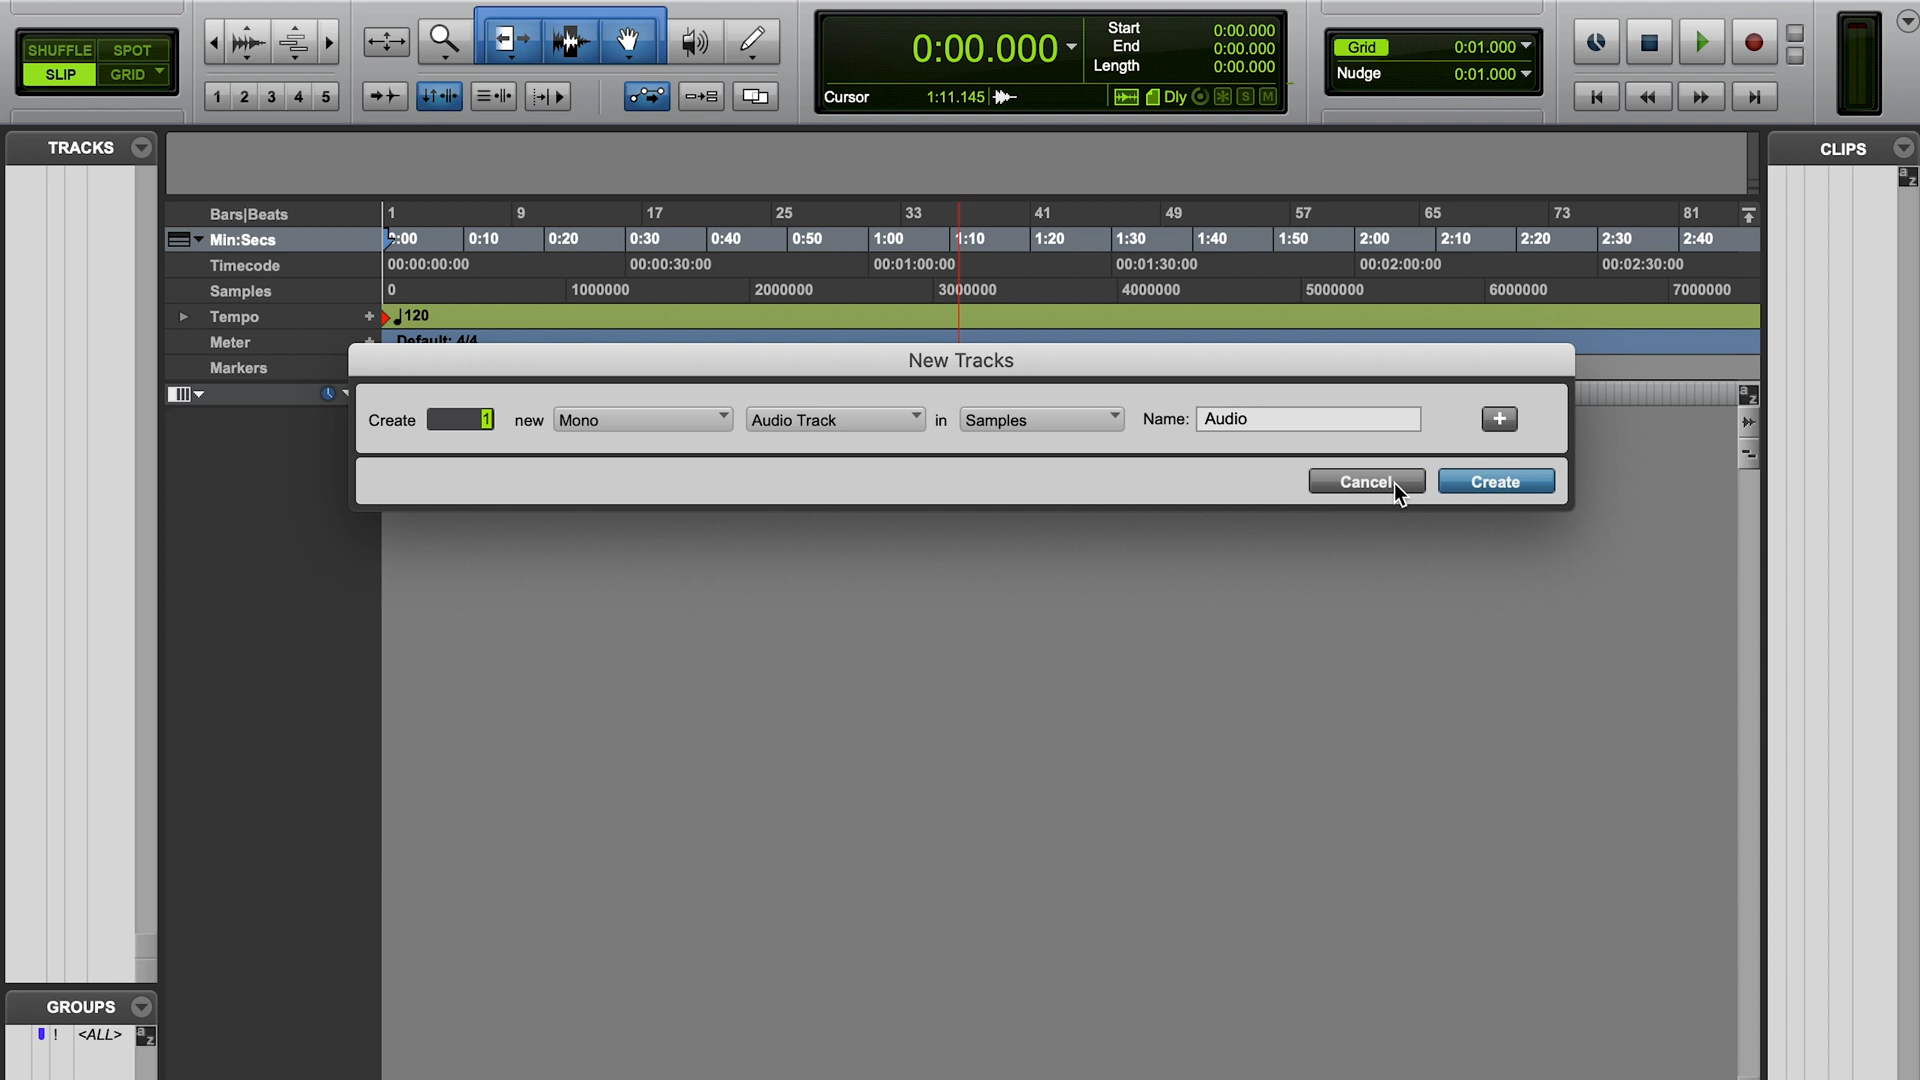 SHUFFLE SPOT
SLIP GRID
1 2 3 4 5
0:00.000
Start 0:00.000
End 0:00.000
Length 0:00.000
Cursor 1:11.145
Dly S M
Grid 0:01.000
Nudge 0:01.000
TRACKS
CLIPS
a z
Bars|Beats 1 9 17 25 33 41 49 57 65 73 81
Min:Secs 0:00 0:10 0:20 0:30 0:40 0:50 1:00 1:10 1:20 1:30 1:40 1:50 2:00 2:10 2:20 2:30 2:40
Timecode 00:00:00:00 00:00:30:00 00:01:00:00 00:01:30:00 00:02:00:00 00:02:30:00
Samples 0 1000000 2000000 3000000 4000000 5000000 6000000 7000000
Tempo + 120
Meter + Default: 4/4
Markers
New Tracks
a z
Create 1 new Mono Audio Track in Samples Name: Audio +
Cancel Create
GROUPS
! <ALL> a z